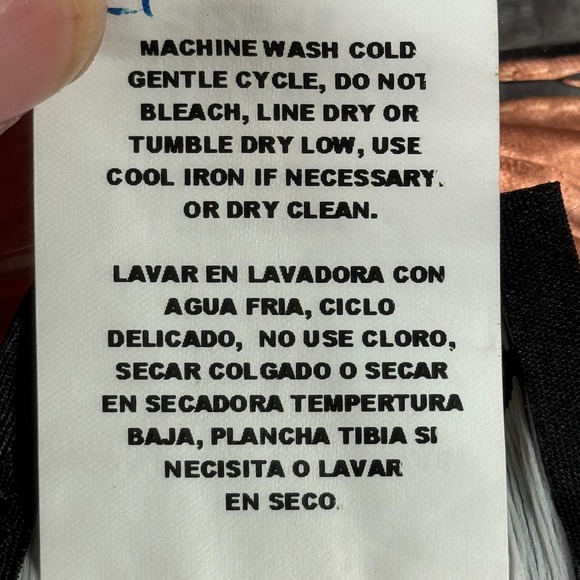 MACHINE WASH COLD
GENTLE CYCLE, DO NOT
BLEACH, LINE DRY OR
TUMBLE DRY LOW, USE
COOL IRON IF NECESSARY.
OR DRY CLEAN.
LAVAR EN LAVADORA CON
AGUA FRIA, CICLO
DELICADO, NO USE CLORO,
SECAR COLGADO O SECAR
EN SECADORA TEMPERTURA
BAJA, PLANCHA TIBIA SI
NECISITA O LAVAR
EN SECO.